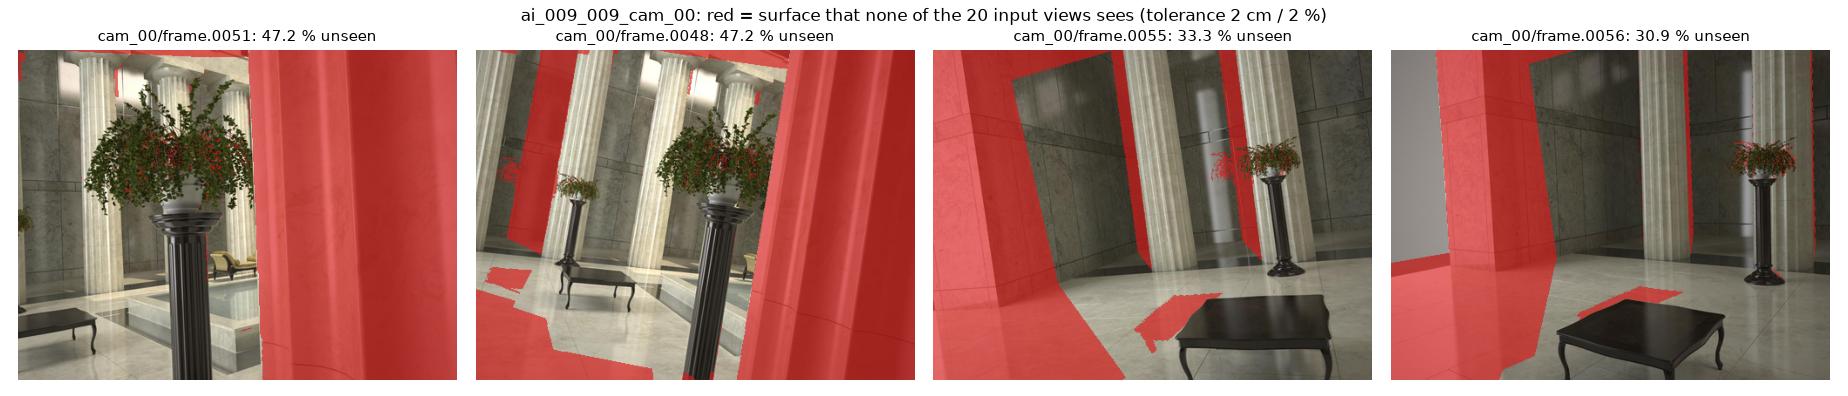 ai_009_009_cam_00: red = surface that none of the 20 input views sees (tolerance 2 cm / 2 %)
cam_00/frame.0051: 47.2 % unseen
cam_00/frame.0048: 47.2 % unseen
cam_00/frame.0055: 33.3 % unseen
cam_00/frame.0056: 30.9 % unseen